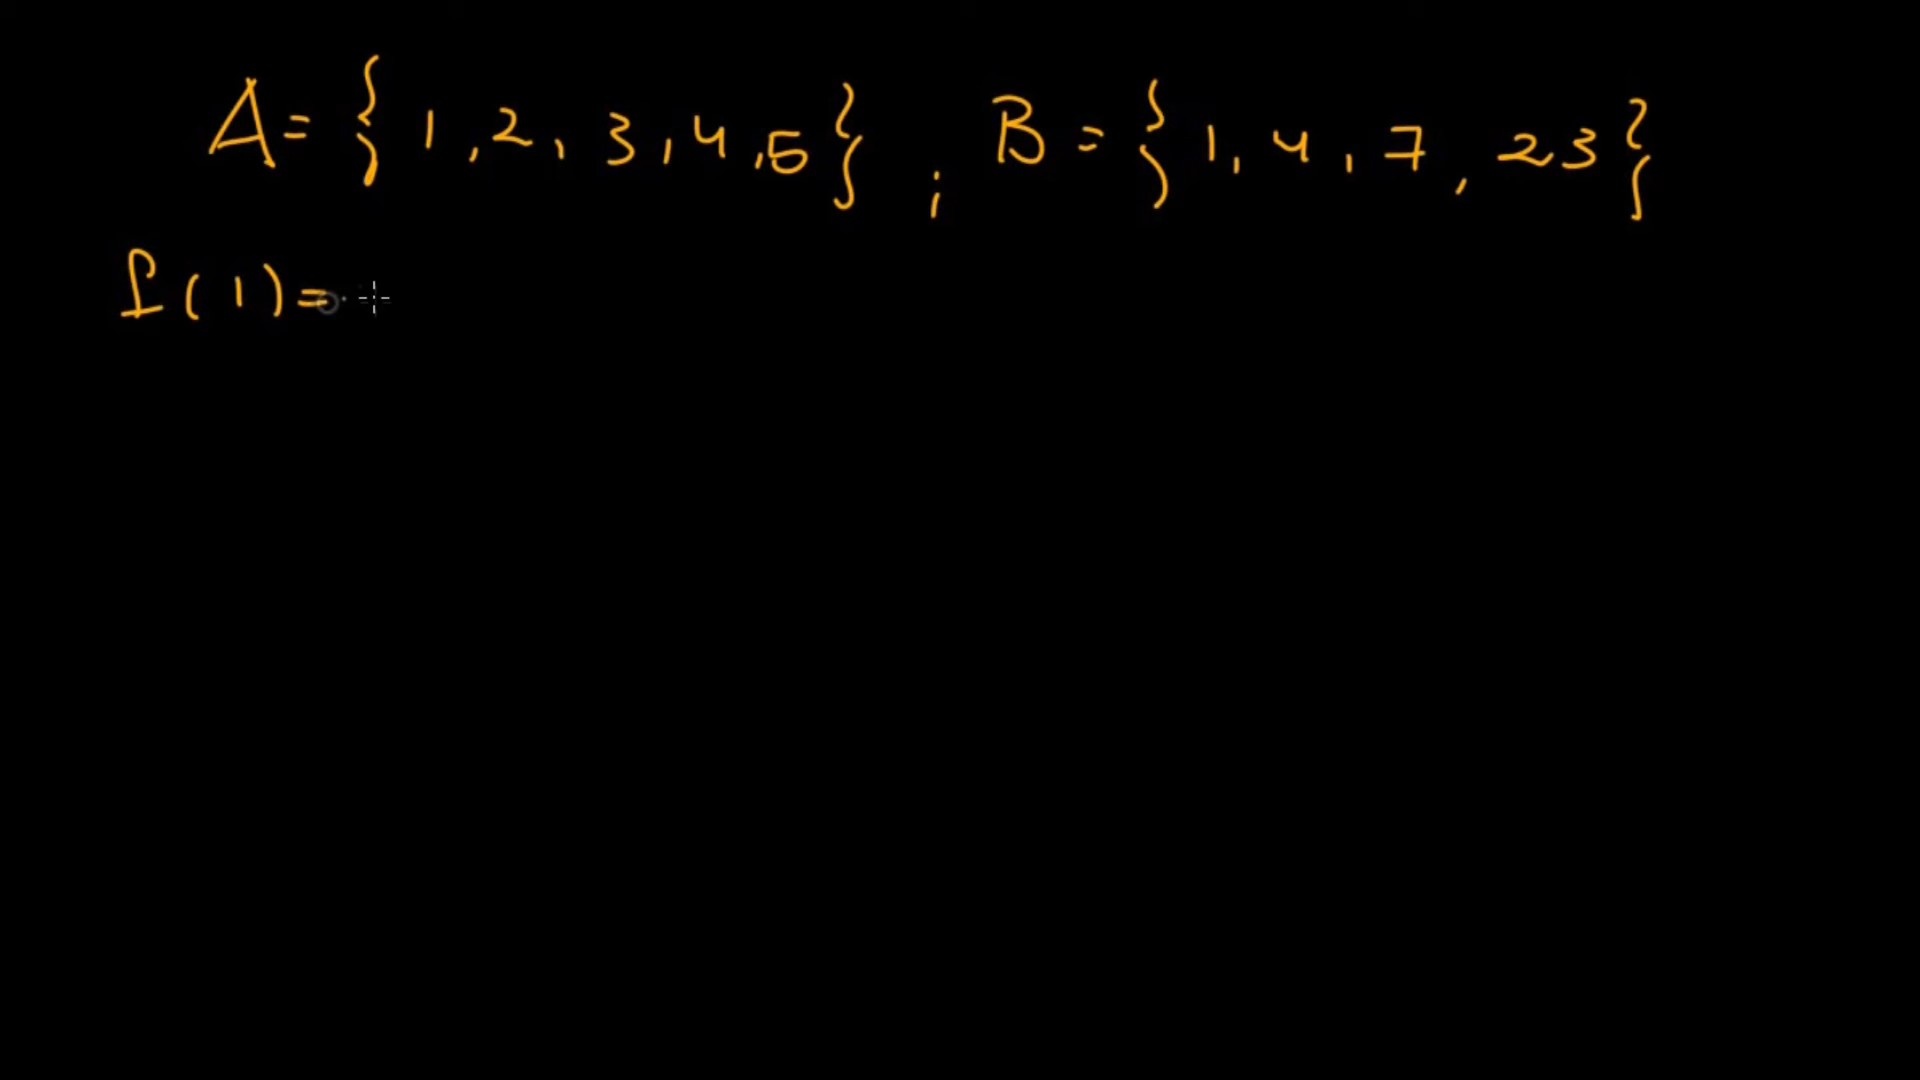 A = { 1 , 2 , 3 , 4 , 5 } ; B = { 1 , 4 , 7 , 23 }
f ( 1 ) =